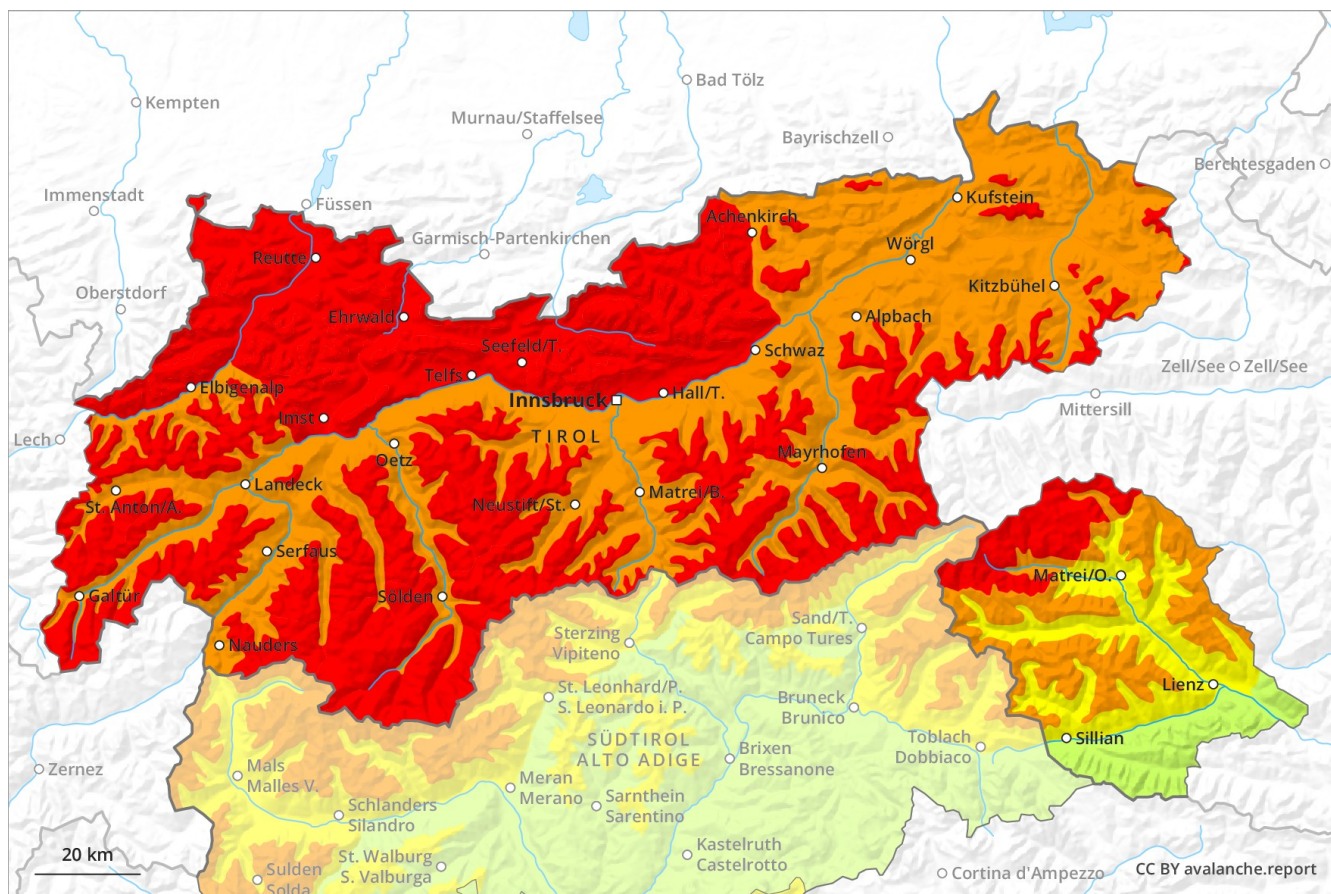 Kempten
Bad Tölz
Murnau/Staffelsee
Bayrischzell
Berchtesgaden
Immenstadt
Füssen
Kufstein
Achenkirch
Garmisch-Partenkirchen
Wörgl
Reutte
Oberstdorf
Kitzbühel
Ehrwald
Alpbach
Seefeld/T.
Schwaz
Zell/See
Zell/See
Telfs
Elbigenalp
Hall/T.
Innsbruck
Mittersill
Imst
TIROL
Lech
Oetz
Mayrhofen
Landeck
Matrei/B.
St. Anton/A.
Neustift/St.
Serfaus
Matrei/O.
Galtür
Sölden
Sand/T.
Campo Tures
Sterzing
Vipiteno
Nauders
Lienz
St. Leonhard/P.
S. Leonardo i. P.
Bruneck
Brunico
SÜDTIROL
ALTO ADIGE
Toblach
Dobbiaco
Sillian
Brixen
Bressanone
Zernez
Mals
Malles V.
Meran
Merano
Sarnthein
Sarentino
Schlanders
Silandro
Kastelruth
Castelrotto
20 km
St. Walburg
S. Valburga
Sulden
Solda
Cortina d'Ampezzo
CC BY avalanche.report